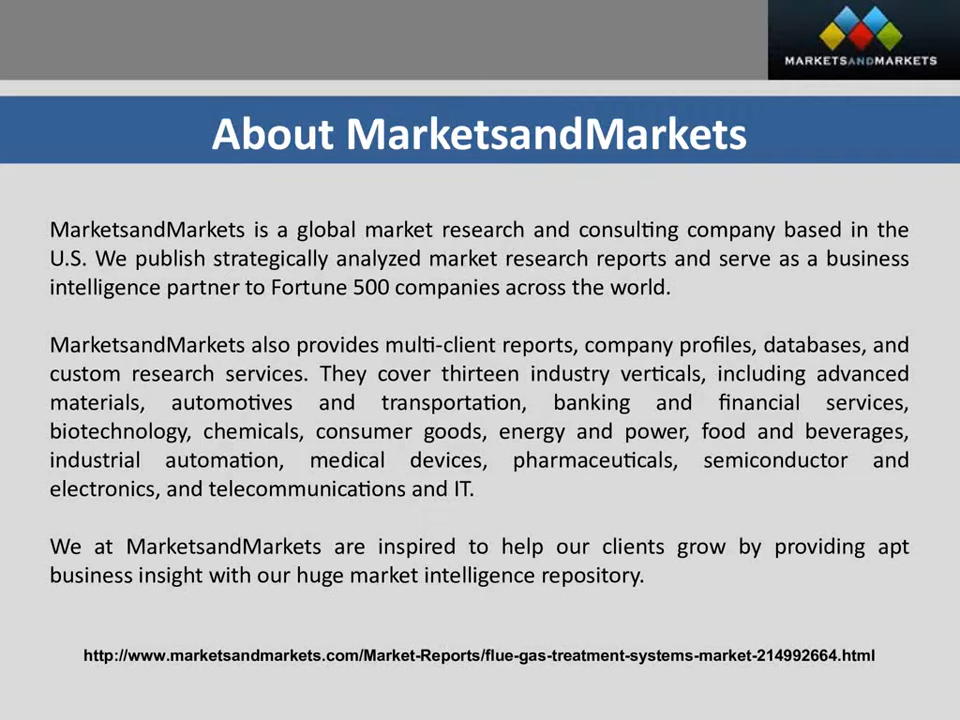 MARKETSANDMARKETS
About MarketsandMarkets
MarketsandMarkets is a global market research and consulting company based in the
U.S. We publish strategically analyzed market research reports and serve as a business
intelligence partner to Fortune 500 companies across the world.
MarketsandMarkets also provides multi-client reports, company profiles, databases, and
custom research services. They cover thirteen industry verticals, including advanced
materials, automotives and transportation, banking and financial services,
biotechnology, chemicals, consumer goods, energy and power, food and beverages,
industrial automation, medical devices, pharmaceuticals, semiconductor and
electronics, and telecommunications and IT.
We at MarketsandMarkets are inspired to help our clients grow by providing apt
business insight with our huge market intelligence repository.
http://www.marketsandmarkets.com/Market-Reports/flue-gas-treatment-systems-market-214992664.html